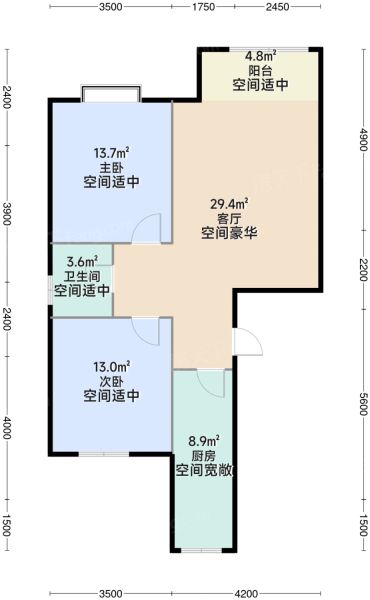 3500 1750 2450
2400
3900
2400
4000
1500
4.8m²
阳台
空间适中
13.7m²
主卧
空间适中
29.4m²
客厅
空间豪华
3.6m²
卫生间
空间适中
13.0m²
次卧
空间适中
8.9m²
厨房
空间宽敞
4900
2200
5600
1500
3500 4200